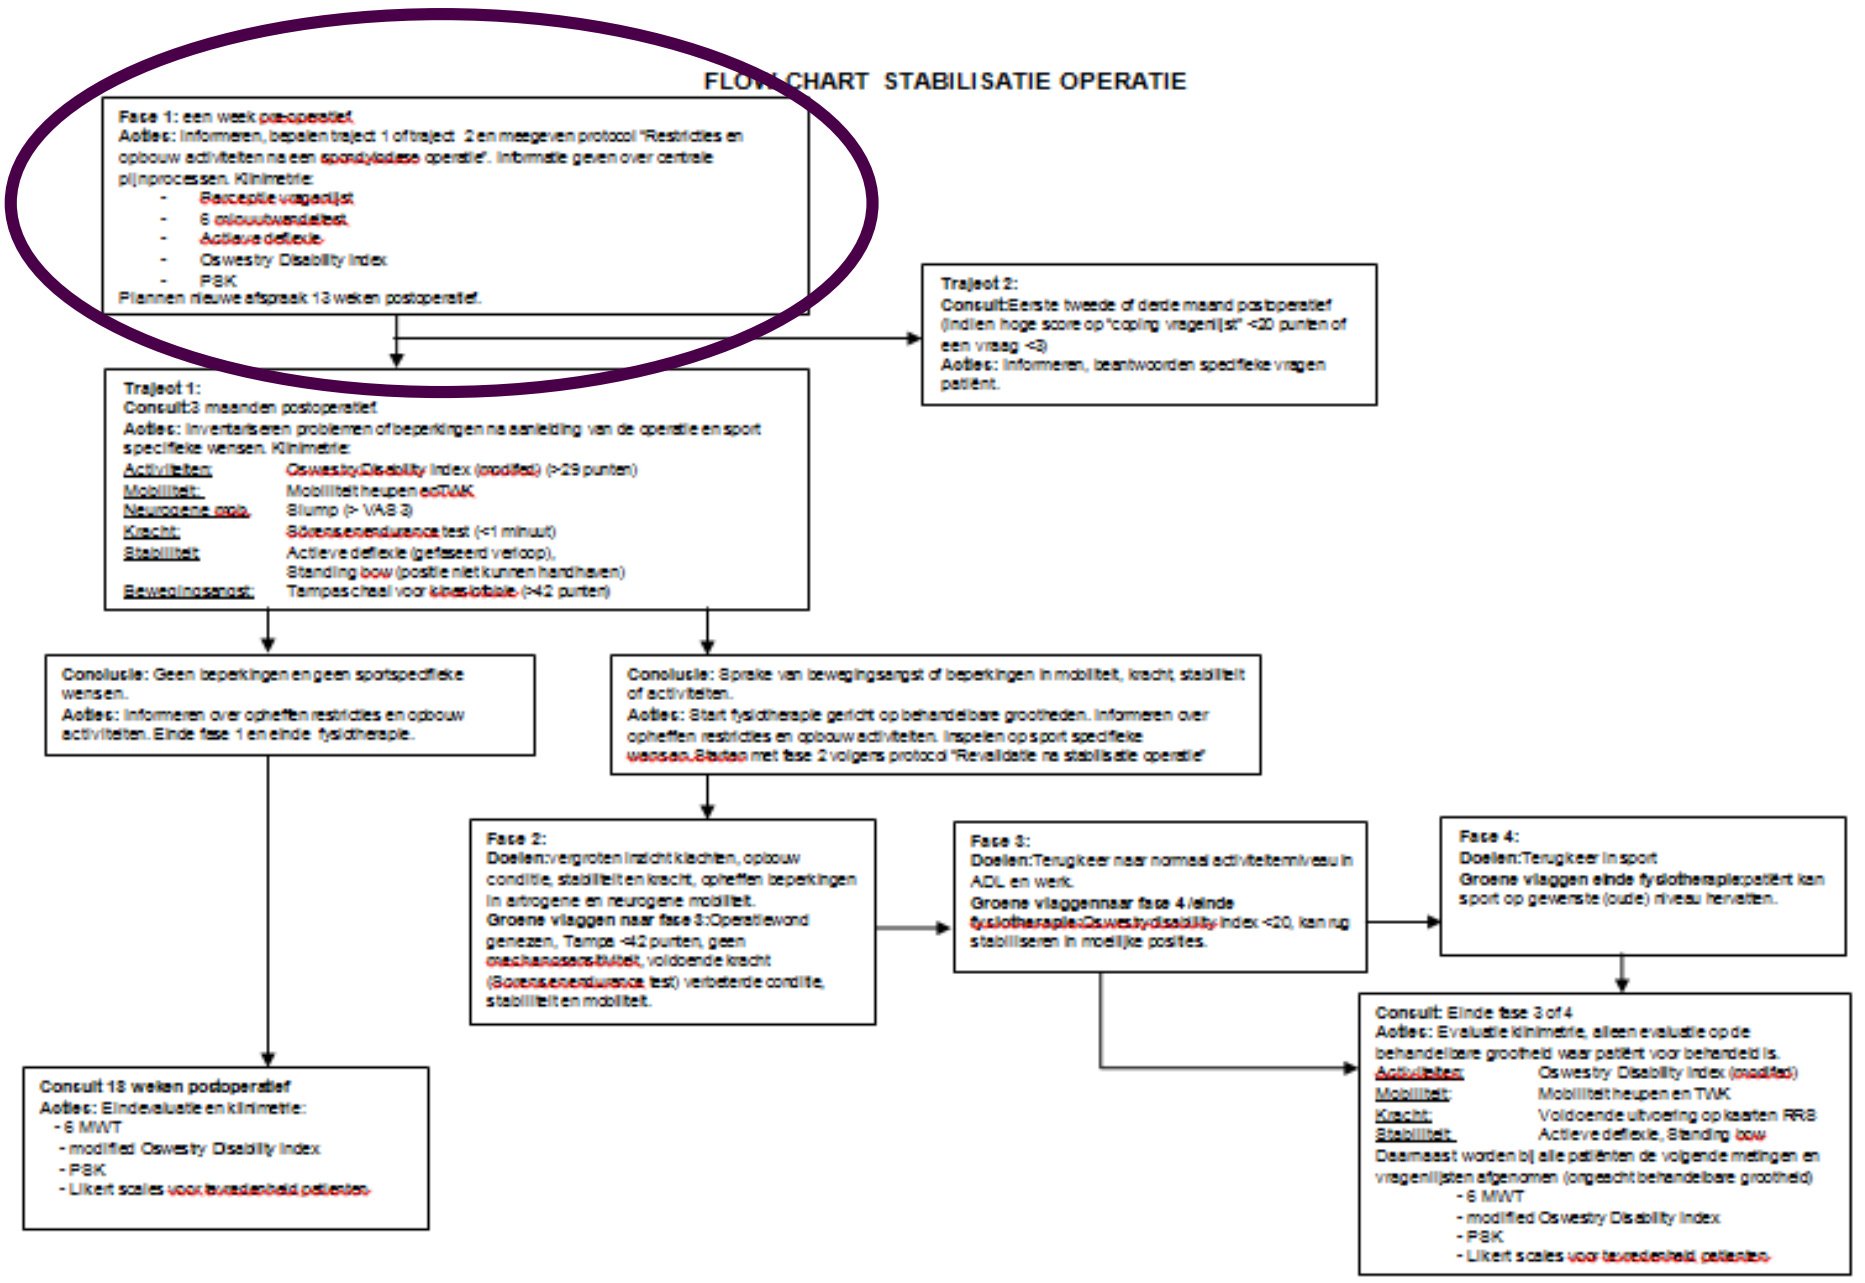 FLOW CHART STABILISATIE OPERATIE
Fase 1: een week pre-operatief.
Acties: Informeren, bepalen traject 1 of traject 2 en meegeven protocol "Restricties en
opbouw activiteiten na een spondylodese operatie". Informatie geven over centrale
pijnprocessen. Klinimetrie:
- Perceptie vragenlijst
- 6 minuutwandeltest
- Actieve deflexie
- Oswestry Disability Index
- PSK
Plannen nieuwe afspraak 13 weken postoperatief.
Traject 2:
Consult:Eerste tweede of derde maand postoperatief
(indien hoge score op "coping vragenlijst" <20 punten of
een vraag <3)
Acties: Informeren, beantwoorden specifieke vragen
patiënt.
Traject 1:
Consult:3 maanden postoperatief.
Acties: Inventariseren problemen of beperkingen na aanleiding van de operatie en sport
specifieke wensen. Klinimetrie:
Activiteiten: Oswestry Disability Index (modifed) (>29 punten)
Mobiliteit: Mobiliteit heupen en TWK
Neurogene mob. Slump (> VAS 3)
Kracht: Sörensen endurance test (<1 minuut)
Stabiliteit: Actieve deflexie (gefaseerd verloop),
Standing bow (positie niet kunnen handhaven)
Bewegingsangst: Tampaschaal voor kinesiofobie (>42 punten)
Conclusie: Geen beperkingen en geen sportspecifieke
wensen.
Acties: Informeren over opheffen restricties en opbouw
activiteiten. Einde fase 1 en einde fysiotherapie.
Conclusie: Sprake van bewegingsangst of beperkingen in mobiliteit, kracht, stabiliteit
of activiteiten.
Acties: Start fysiotherapie gericht op behandelbare grootheden. Informeren over
opheffen restricties en opbouw activiteiten. Inspelen op sport specifieke
wensen. Starten met fase 2 volgens protocol "Revalidatie na stabilisatie operatie"
Fase 2:
Doelen:vergroten inzicht klachten, opbouw
conditie, stabiliteit en kracht, opheffen beperkingen
in artrogene en neurogene mobiliteit.
Groene vlaggen naar fase 3:Operatiewond
genezen, Tampa <42 punten, geen
mechanosensitiviteit, voldoende kracht
(Sorensen endurance test) verbeterde conditie,
stabiliteit en mobiliteit.
Fase 3:
Doelen:Terugkeer naar normaal activiteitenniveau in
ADL en werk.
Groene vlaggennaar fase 4/einde
fysiotherapie:Oswestry disability index <20, kan rug
stabiliseren in moeilijke posities.
Fase 4:
Doelen:Terugkeer in sport
Groene vlaggen einde fysiotherapie:patiënt kan
sport op gewenste (oude) niveau hervatten.
Consult 13 weken postoperatief
Acties: Eindevaluatie en klinimetrie:
- 6 MWT
- modified Oswestry Disability Index
- PSK
- Likert scales voor tevredenheid patienten
Consult: Einde fase 3 of 4
Acties: Evaluatie klinimetrie, alleen evaluatie op de
behandelbare grootheid waar patiënt voor behandeld is.
Activiteiten: Oswestry Disability Index (modifed)
Mobiliteit: Mobiliteit heupen en TWK
Kracht: Voldoende uitvoering op kaarten RRS
Stabiliteit: Actieve deflexie, Standing bow
Daarnaast worden bij alle patiënten de volgende metingen en
vragenlijsten afgenomen (ongeacht behandelbare grootheid)
- 6 MWT
- modified Oswestry Disability Index
- PSK
- Likert scales voor tevredenheid patienten